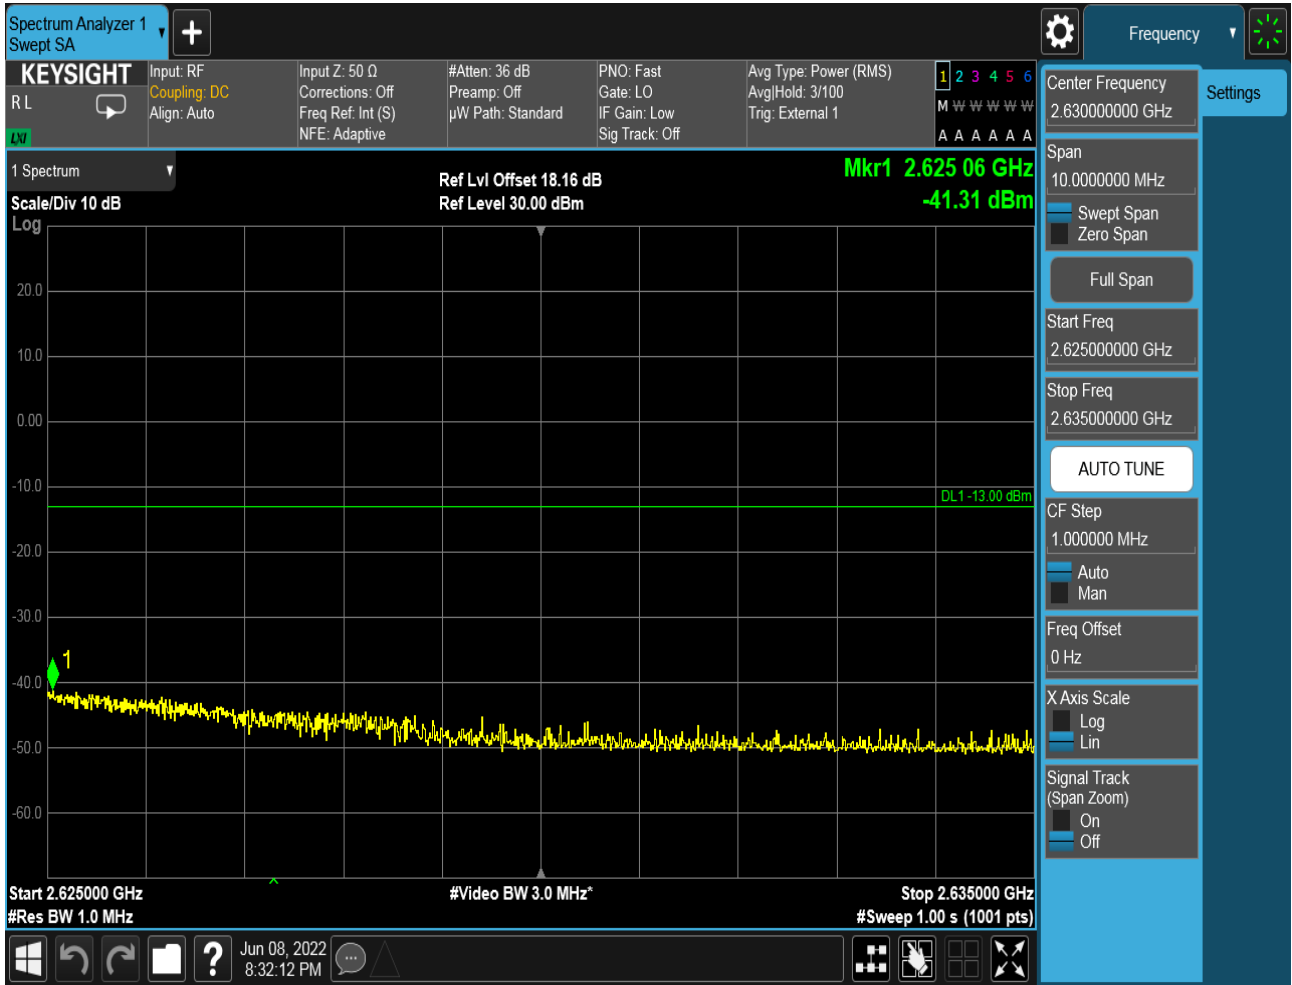 Spectrum Analyzer 1
Swept SA
Frequency
KEYSIGHT
R L
LXI
Input: RF
Coupling: DC
Align: Auto
Input Z: 50 Ω
Corrections: Off
Freq Ref: Int (S)
NFE: Adaptive
#Atten: 36 dB
Preamp: Off
µW Path: Standard
PNO: Fast
Gate: LO
IF Gain: Low
Sig Track: Off
Avg Type: Power (RMS)
Avg|Hold: 3/100
Trig: External 1
1 2 3 4 5 6
M W W W W W
A A A A A A
1 Spectrum
Scale/Div 10 dB
Log
Ref Lvl Offset 18.16 dB
Ref Level 30.00 dBm
Mkr1 2.625 06 GHz
-41.31 dBm
20.0
10.0
0.00
-10.0
DL1 -13.00 dBm
-20.0
-30.0
1
-40.0
-50.0
-60.0
Start 2.625000 GHz
#Res BW 1.0 MHz
#Video BW 3.0 MHz*
Stop 2.635000 GHz
#Sweep 1.00 s (1001 pts)
Center Frequency
2.630000000 GHz
Settings
Span
10.0000000 MHz
Swept Span
Zero Span
Full Span
Start Freq
2.625000000 GHz
Stop Freq
2.635000000 GHz
AUTO TUNE
CF Step
1.000000 MHz
Auto
Man
Freq Offset
0 Hz
X Axis Scale
Log
Lin
Signal Track
(Span Zoom)
On
Off
?
Jun 08, 2022
8:32:12 PM